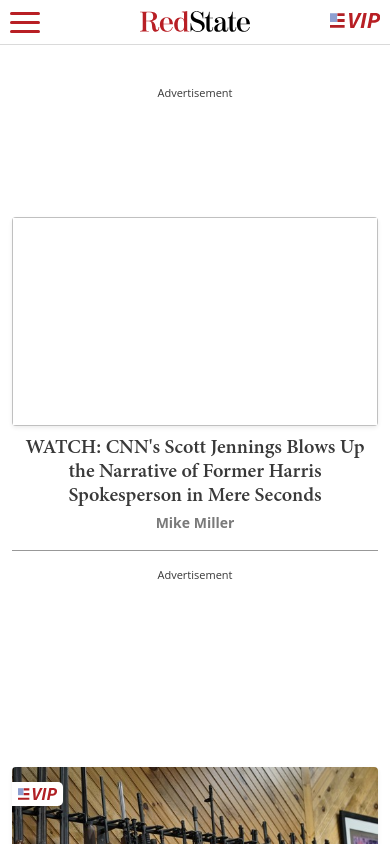 RedState
VIP
Advertisement
WATCH: CNN's Scott Jennings Blows Up
the Narrative of Former Harris
Spokesperson in Mere Seconds
Mike Miller
Advertisement
VIP